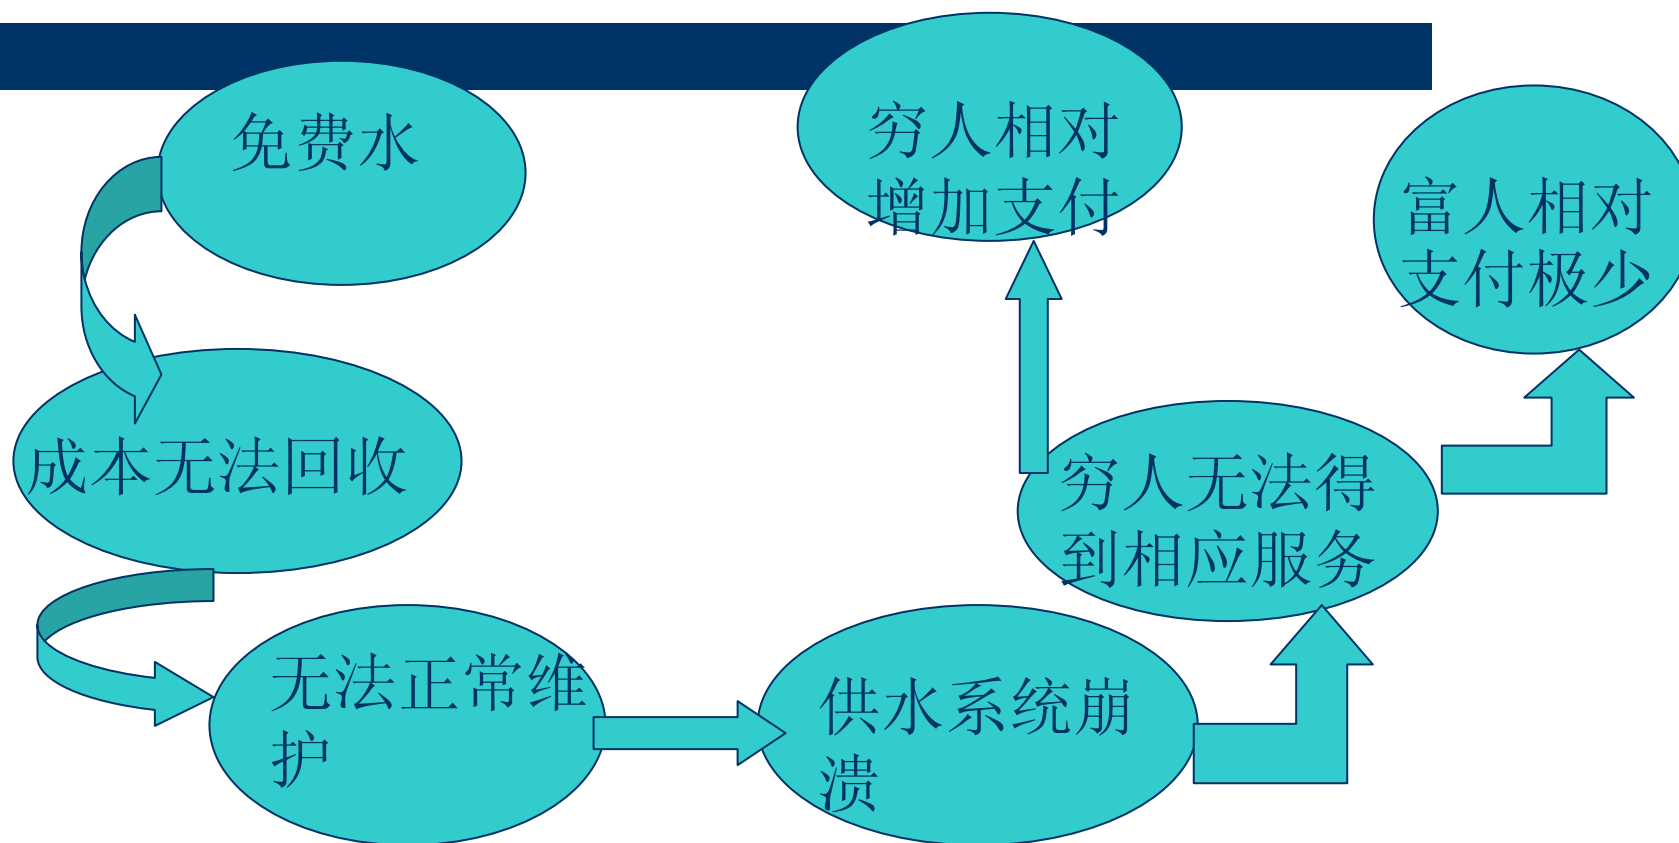 免费水
成本无法回收
无法正常维
护
供水系统崩
溃
穷人无法得
到相应服务
穷人相对
增加支付
富人相对
支付极少